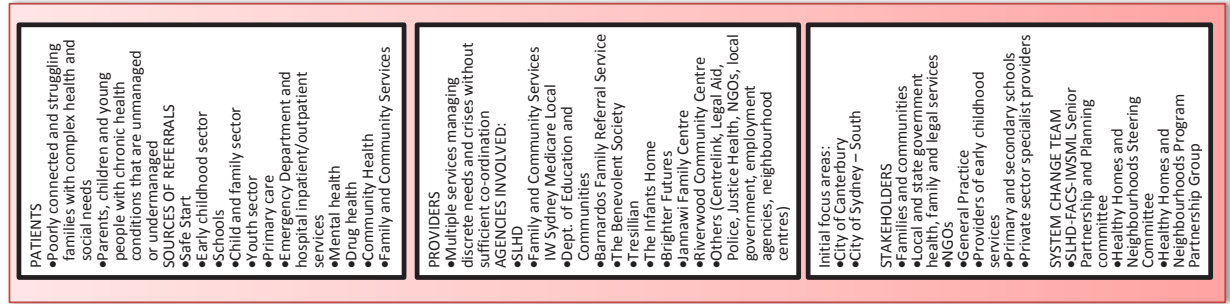 PATIENTS
•Poorly connected and struggling
families with complex health and
social needs
•Parents, children and young
people with chronic health
conditions that are unmanaged
or undermanaged
SOURCES OF REFERRALS
•Safe Start
•Early childhood sector
•Schools
•Child and family sector
•Youth sector
•Primary care
•Emergency Department and
hospital inpatient/outpatient
services
•Mental health
•Drug health
•Community Health
•Family and Community Services
PROVIDERS
•Multiple services managing
discrete needs and crises without
sufficient co-ordination
AGENCIES INVOLVED:
•SLHD
•Family and Community Services
IW Sydney Medicare Local
•Dept. of Education and
Communities
•Barnardos Family Referral Service
•The Benevolent Society
•Tresillian
•The Infants Home
•Brighter Futures
•Jannawi Family Centre
•Riverwood Community Centre
•Others (Centrelink, Legal Aid,
Police, Justice Health, NGOs, local
government, employment
agencies, neighbourhood
centres)
Initial focus areas:
•City of Canterbury
•City of Sydney – South
STAKEHOLDERS
•Families and communities
•Local and state government
health, family and legal services
•NGOs
•General Practice
•Providers of early childhood
services
•Primary and secondary schools
•Private sector specialist providers
SYSTEM CHANGE TEAM
•SLHD-FACS-IWSML Senior
Partnership and Planning
committee
•Healthy Homes and
Neighbourhoods Steering
Committee
•Healthy Homes and
Neighbourhoods Program
Partnership Group